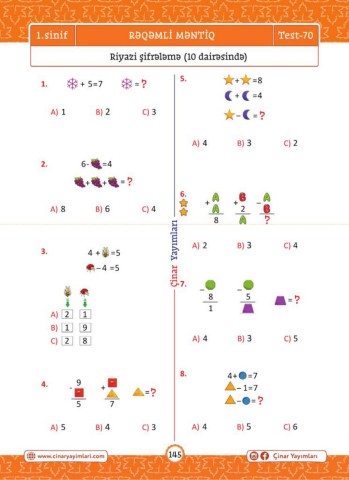 1.sinif
RƏQƏMLİ MƏNTİQ
Test-70
Riyazi şifrələmə (10 dairəsində)
1.
+ 5=7
= ?
A) 1 B) 2 C) 3
2.
6- =4
+ + = ?
A) 8 B) 6 C) 4
3.
4 + =5
- 4 =5
A) 2 1
B) 1 9
C) 2 8
4.
- 9
5
+
7
= ?
A) 5 B) 4 C) 3
Çinar Yayımları
5.
+ =8
+ =4
- = ?
A) 4 B) 3 C) 2
6.
+
8
+
2
-
?
A) 2 B) 3 C) 4
7.
-
8
1
-
5
= ?
A) 4 B) 3 C) 5
8.
4+ =7
- 1=7
- = ?
A) 4 B) 5 C) 6
www.cinaryayimlari.com
145
Çinar Yayımları